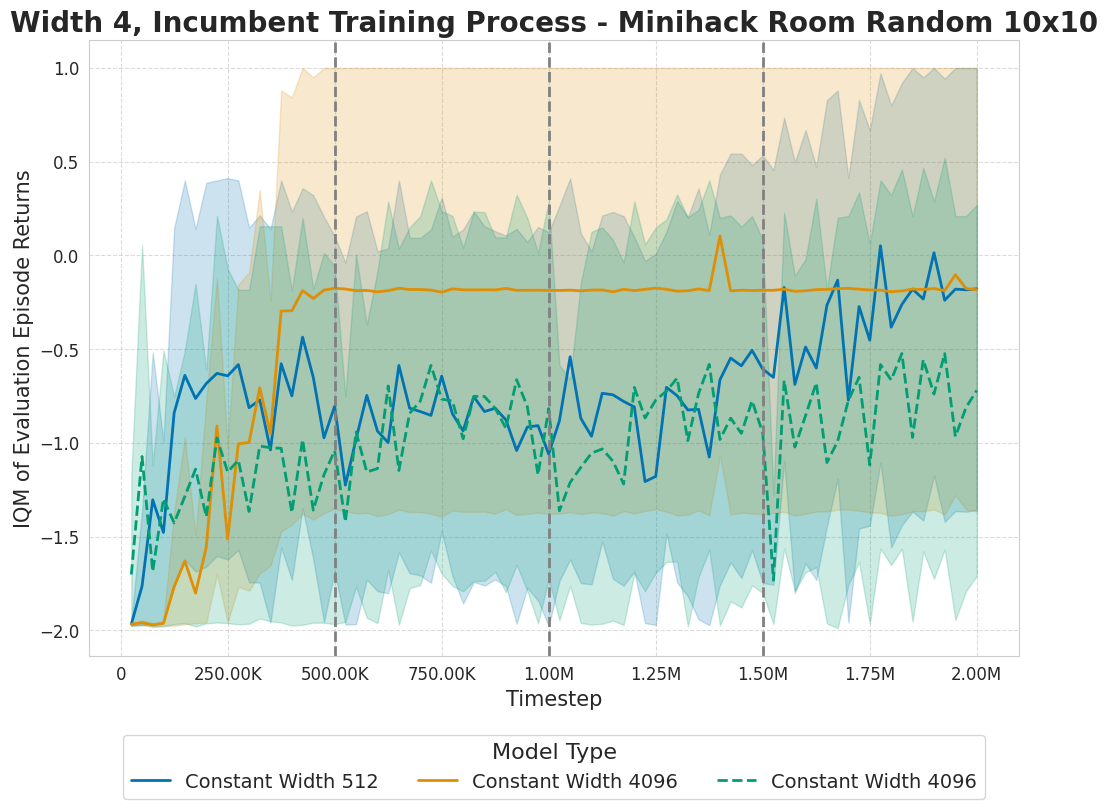 Width 4, Incumbent Training Process - Minihack Room Random 10x10
IQM of Evaluation Episode Returns
1.0
0.5
0.0
−0.5
−1.0
−1.5
−2.0
0 250.00K 500.00K 750.00K 1.00M 1.25M 1.50M 1.75M 2.00M
Timestep
Model Type
Constant Width 512 Constant Width 4096 Constant Width 4096